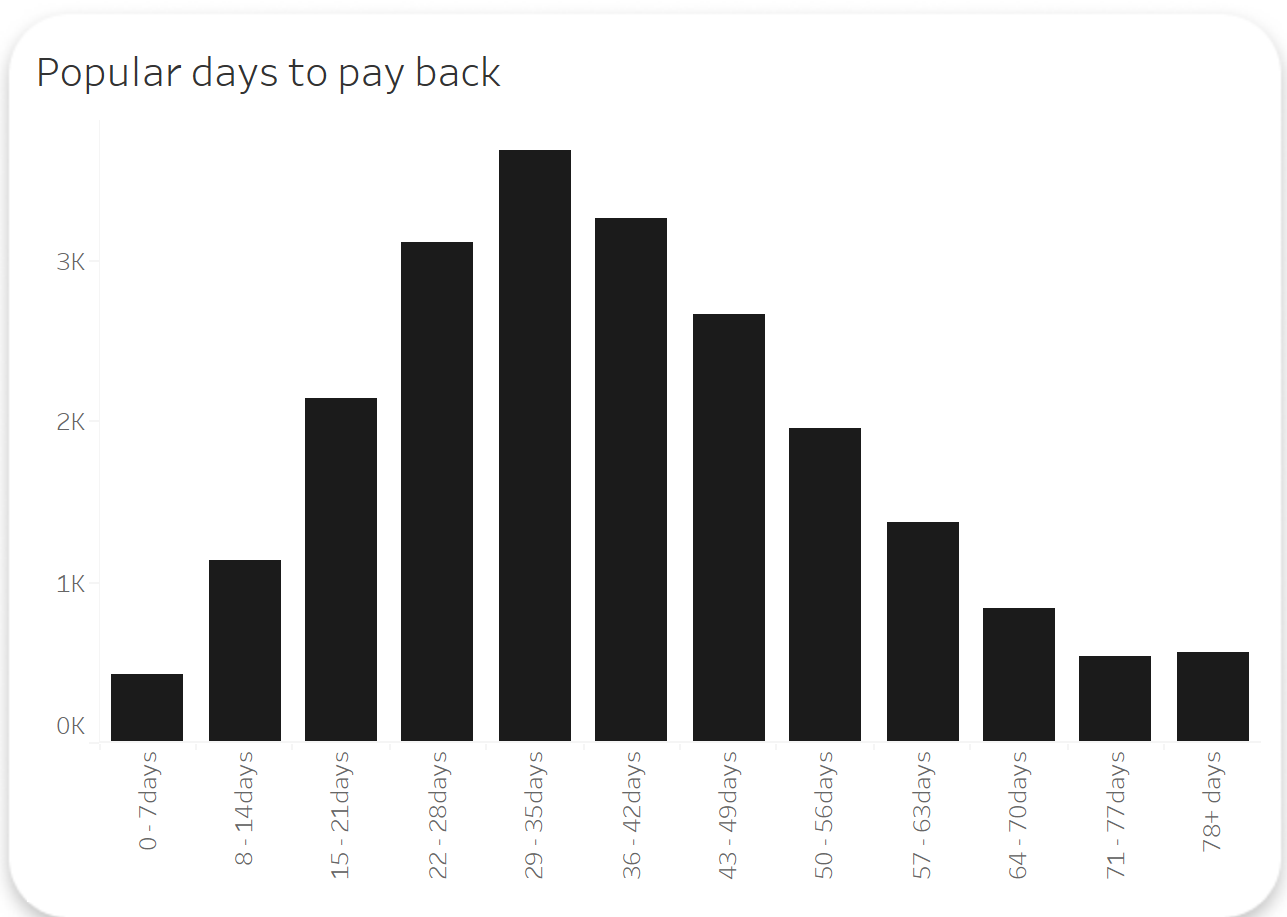 Popular days to pay back
3K
2K
1K
0K
0 - 7days
8 - 14days
15 - 21days
22 - 28days
29 - 35days
36 - 42days
43 - 49days
50 - 56days
57 - 63days
64 - 70days
71 - 77days
78+ days